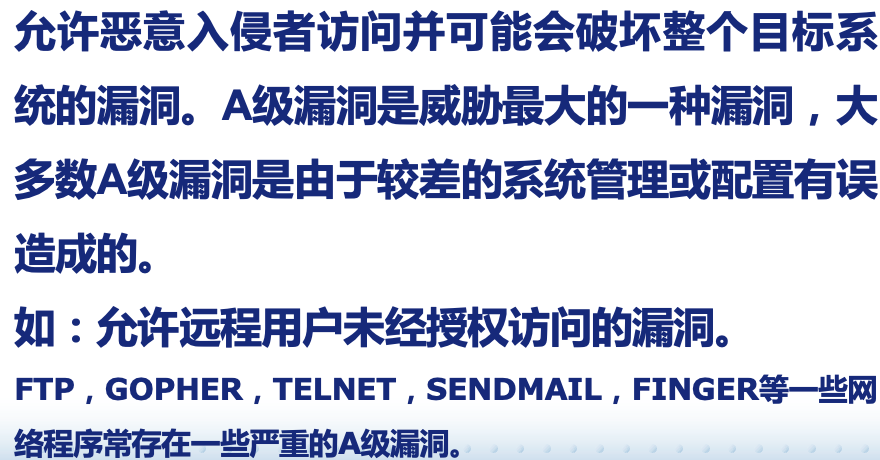 允许恶意入侵者访问并可能会破坏整个目标系
统的漏洞。A级漏洞是威胁最大的一种漏洞，大
多数A级漏洞是由于较差的系统管理或配置有误
造成的。
如：允许远程用户未经授权访问的漏洞。
FTP，GOPHER，TELNET，SENDMAIL，FINGER等一些网
络程序常存在一些严重的A级漏洞。